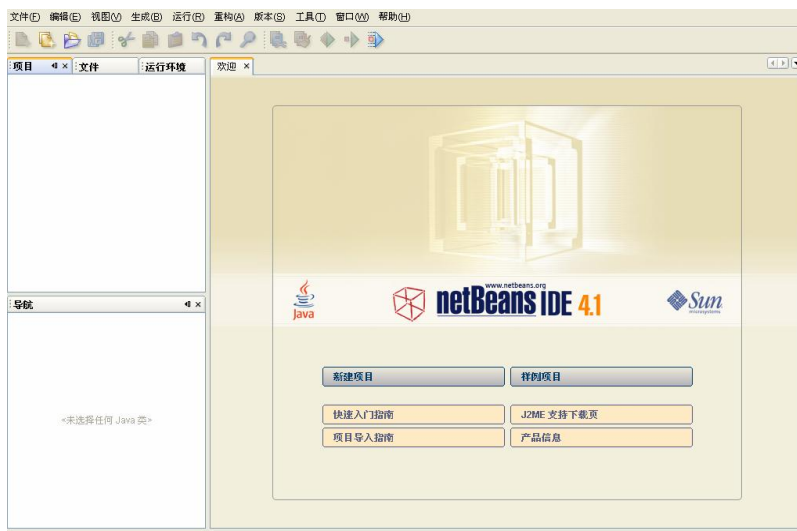 文件(F) 编辑(E) 视图(V) 生成(B) 运行(R) 重构(A) 版本(S) 工具(T) 窗口(W) 帮助(H)
项目 文件 运行环境 欢迎
www.netbeans.org
Java netBeans IDE 4.1 Sun
microsystems
导航
新建项目 样例项目
快速入门指南 J2ME 支持下载页
项目导入指南 产品信息
<未选择任何 Java 类>